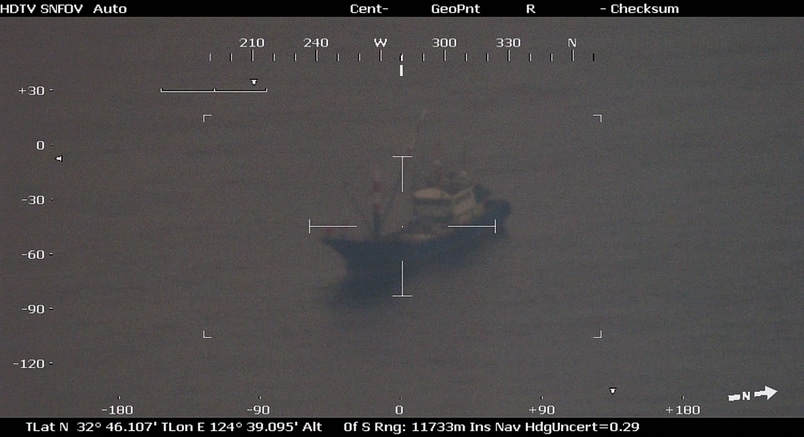 HDTV SNFOV Auto Cent- GeoPnt R - Checksum
210 240 W 300 330 N
+30
0
-30
-60
-90
-120
N
-180 -90 0 +90 +180
TLat N 32° 46.107' TLon E 124° 39.095' Alt 0f S Rng: 11733m Ins Nav HdgUncert=0.29